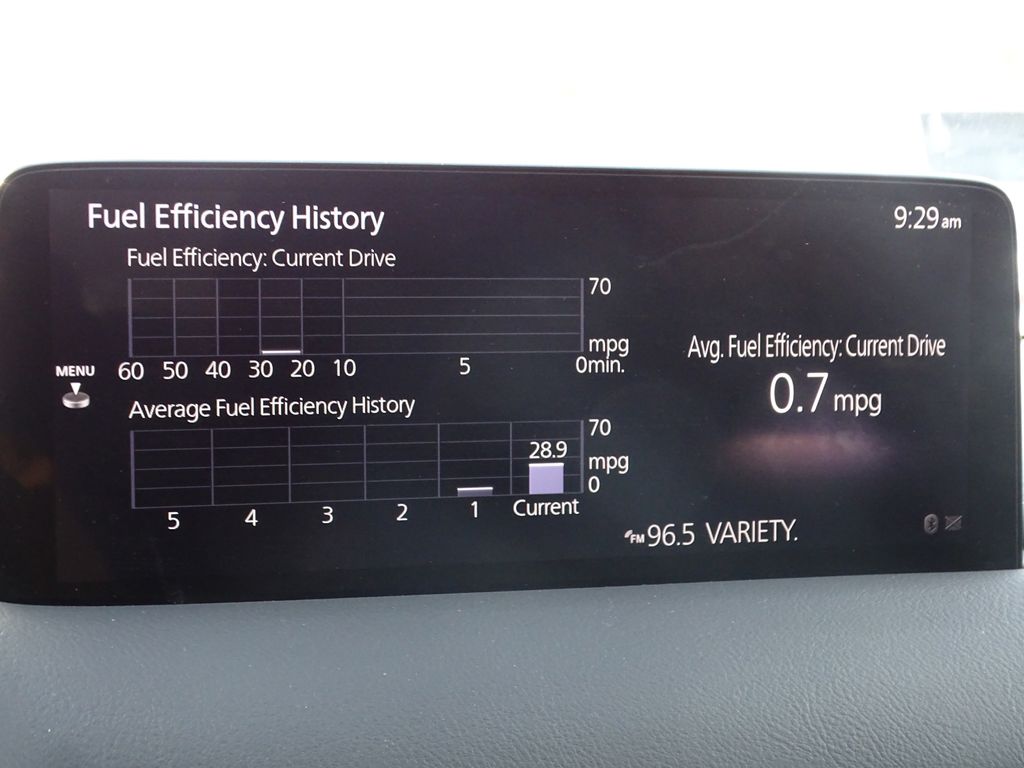 Fuel Efficiency History
9:29 am
Fuel Efficiency: Current Drive
70
mpg
60 50 40 30 20 10 5 0min.
MENU
Average Fuel Efficiency History
70
28.9
mpg
0
5 4 3 2 1 Current
Avg. Fuel Efficiency: Current Drive
0.7 mpg
FM 96.5 VARIETY.